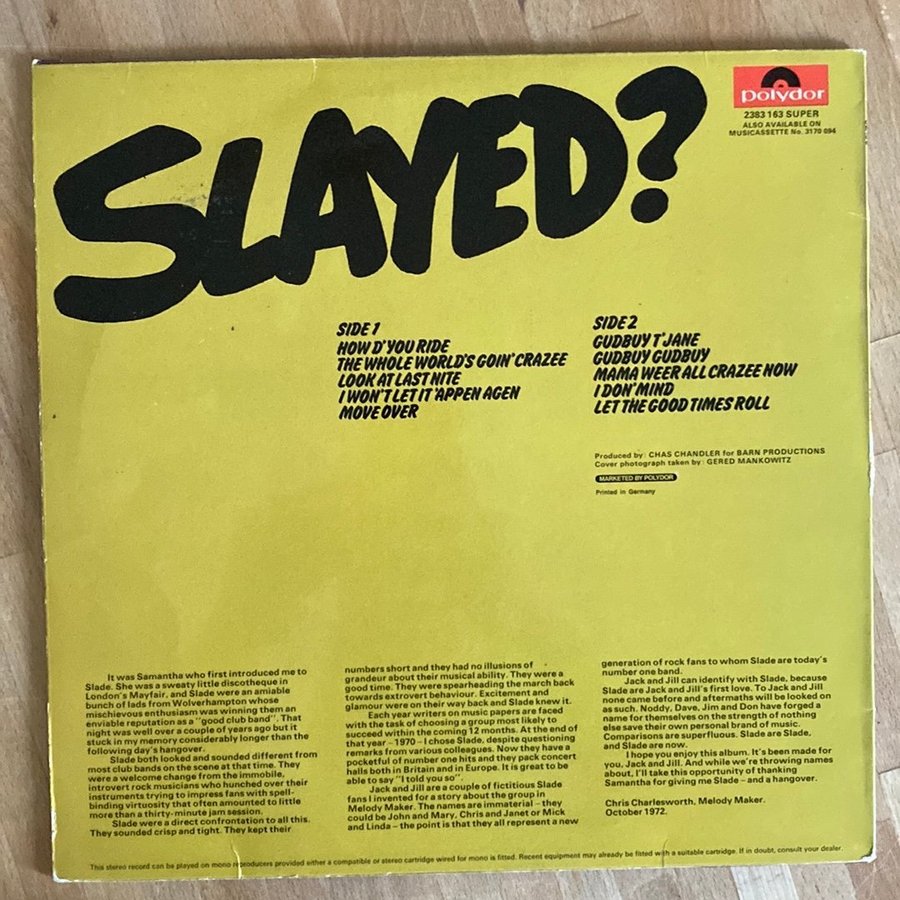 SLAYED?
polydor
2383 163 SUPER
ALSO AVAILABLE ON
MUSICASSETTE No. 3170 094
SIDE 1
HOW D'YOU RIDE
THE WHOLE WORLD'S GOIN' CRAZEE
LOOK AT LAST NITE
I WON'T LET IT 'APPEN AGEN
MOVE OVER
SIDE 2
GUDBUY T'JANE
GUDBUY GUDBUY
MAMA WEER ALL CRAZEE NOW
I DON' MIND
LET THE GOOD TIMES ROLL
Produced by: CHAS CHANDLER for BARN PRODUCTIONS
Cover photograph taken by: GERED MANKOWITZ
MARKETED BY POLYDOR
Printed in Germany
It was Samantha who first introduced me to
Slade. She was a sweaty little discotheque in
London's Mayfair, and Slade were an amiable
bunch of lads from Wolverhampton whose
mischievous enthusiasm was winning them an
enviable reputation as a "good club band". That
night was well over a couple of years ago but it
stuck in my memory considerably longer than the
following day's hangover.
Slade both looked and sounded different from
most club bands on the scene at that time. They
were a welcome change from the immobile,
introvert rock musicians who hunched over their
instruments trying to impress fans with spell-
binding virtuosity that often amounted to little
more than a thirty-minute jam session.
Slade were a direct confrontation to all this.
They sounded crisp and tight. They kept their
numbers short and they had no illusions of
grandeur about their musical ability. They were a
good time. They were spearheading the march back
towards extrovert behaviour. Excitement and
glamour were on their way back and Slade knew it.
Each year writers on music papers are faced
with the task of choosing a group most likely to
succeed within the coming 12 months. At the end of
that year – 1970 – I chose Slade, despite questioning
remarks from various colleagues. Now they have a
pocketful of number one hits and they pack concert
halls both in Britain and in Europe. It is great to be
able to say "I told you so".
Jack and Jill are a couple of fictitious Slade
fans I invented for a story about the group in
Melody Maker. The names are immaterial – they
could be John and Mary, Chris and Janet or Mick
and Linda – the point is that they all represent a new
generation of rock fans to whom Slade are today's
number one band.
Jack and Jill can identify with Slade, because
Slade are Jack and Jill's first love. To Jack and Jill
none came before and aftermaths will be looked on
as such. Noddy, Dave, Jim and Don have forged a
name for themselves on the strength of nothing
else save their own personal brand of music.
Comparisons are superfluous. Slade are Slade,
and Slade are now.
I hope you enjoy this album. It's been made for
you, Jack and Jill. And while we're throwing names
about, I'll take this opportunity of thanking
Samantha for giving me Slade – and a hangover.
Chris Charlesworth, Melody Maker.
October 1972.
This stereo record can be played on mono reproducers provided either a compatible or stereo cartridge wired for mono is fitted. Recent equipment may already be fitted with a suitable cartridge. If in doubt, consult your dealer.